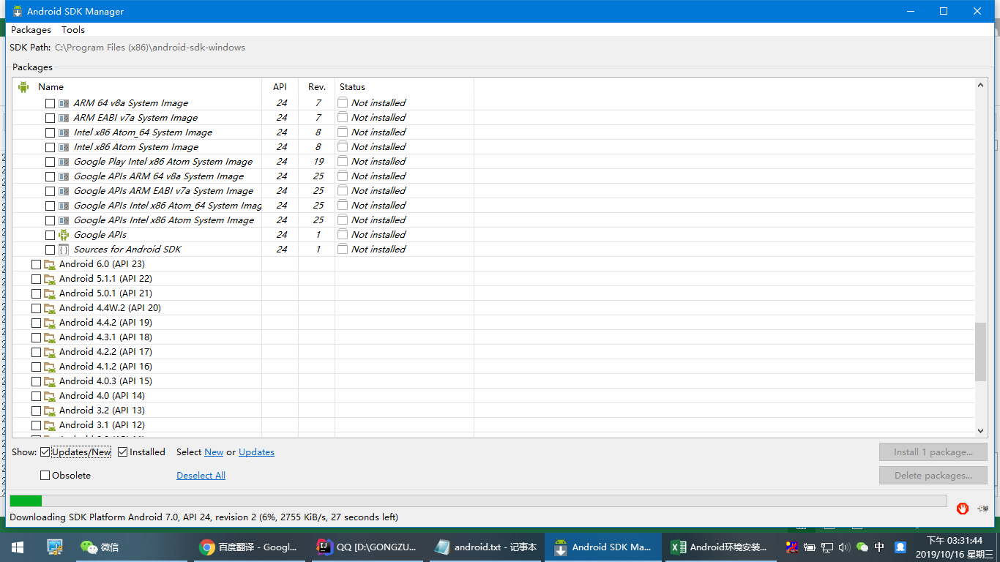 Android SDK Manager
Packages Tools
SDK Path: C:\Program Files (x86)\android-sdk-windows
Packages
Name API Rev. Status
ARM 64 v8a System Image 24 7 Not installed
ARM EABI v7a System Image 24 7 Not installed
Intel x86 Atom_64 System Image 24 8 Not installed
Intel x86 Atom System Image 24 8 Not installed
Google Play Intel x86 Atom System Image 24 19 Not installed
Google APIs ARM 64 v8a System Image 24 25 Not installed
Google APIs ARM EABI v7a System Image 24 25 Not installed
Google APIs Intel x86 Atom_64 System Imag 24 25 Not installed
Google APIs Intel x86 Atom System Image 24 25 Not installed
Google APIs 24 1 Not installed
Sources for Android SDK 24 1 Not installed
Android 6.0 (API 23)
Android 5.1.1 (API 22)
Android 5.0.1 (API 21)
Android 4.4W.2 (API 20)
Android 4.4.2 (API 19)
Android 4.3.1 (API 18)
Android 4.2.2 (API 17)
Android 4.1.2 (API 16)
Android 4.0.3 (API 15)
Android 4.0 (API 14)
Android 3.2 (API 13)
Android 3.1 (API 12)
Show: Updates/New Installed Select New or Updates Install 1 package...
Obsolete Deselect All Delete packages...
Downloading SDK Platform Android 7.0, API 24, revision 2 (6%, 2755 KiB/s, 27 seconds left)
微信 百度翻译 - Googl... QQ [D:\GONGZU... android.txt - 记事本 Android SDK Ma... Android环境安装... 中 下午 03:31:44
2019/10/16 星期三